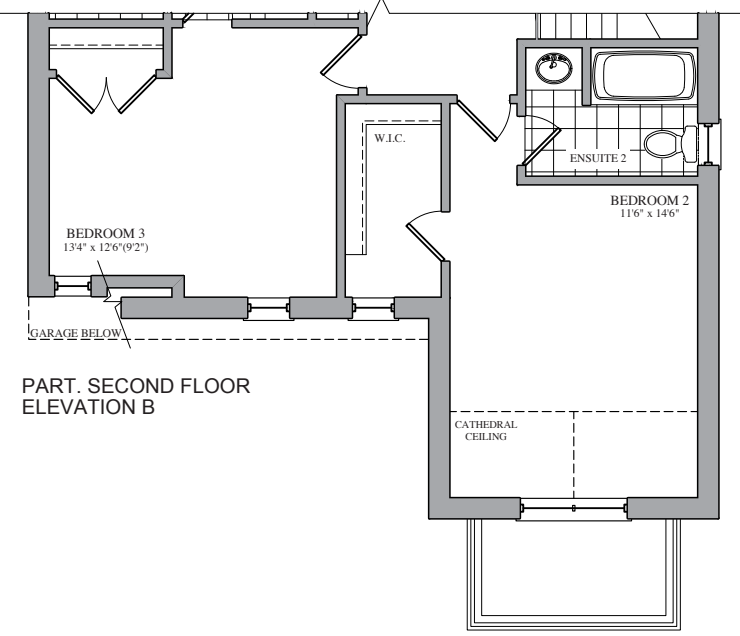 W.I.C.
ENSUITE 2
BEDROOM 2
11'6" x 14'6"
BEDROOM 3
13'4" x 12'6"(9'2")
GARAGE BELOW
PART. SECOND FLOOR
ELEVATION B
CATHEDRAL
CEILING